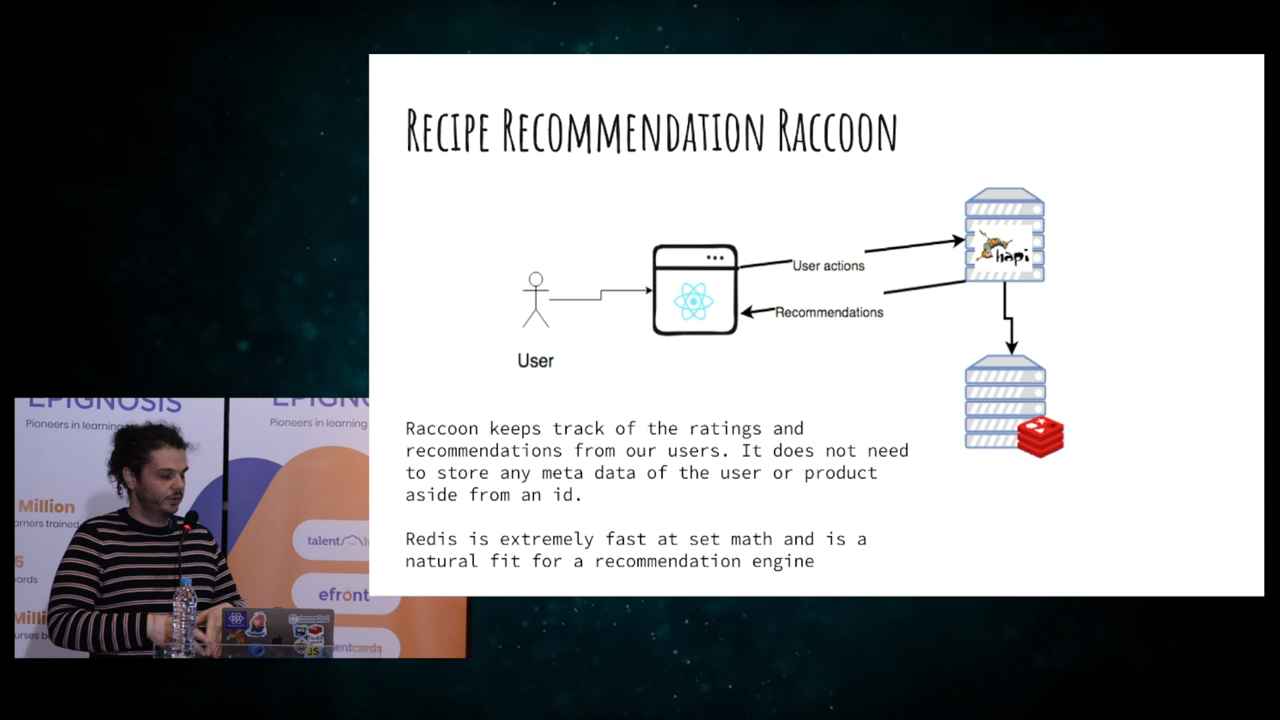 RECIPE RECOMMENDATION RACCOON
hapi
User actions
Recommendations
User
Raccoon keeps track of the ratings and
recommendations from our users. It does not need
to store any meta data of the user or product
aside from an id.
Redis is extremely fast at set math and is a
natural fit for a recommendation engine
EPIGNOSIS
Pioneers in learning
Pioneers in learning
Million
trained
talent
efront
JS